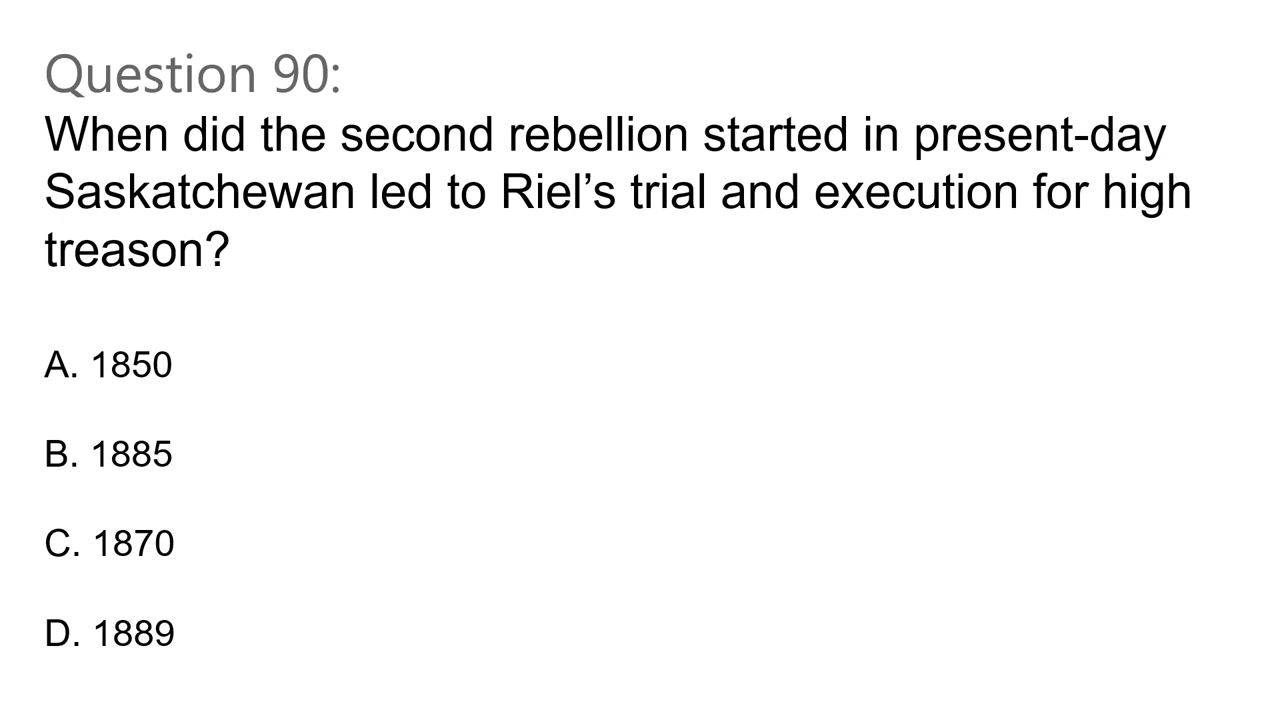 Question 90:
When did the second rebellion started in present-day
Saskatchewan led to Riel’s trial and execution for high
treason?
A. 1850
B. 1885
C. 1870
D. 1889